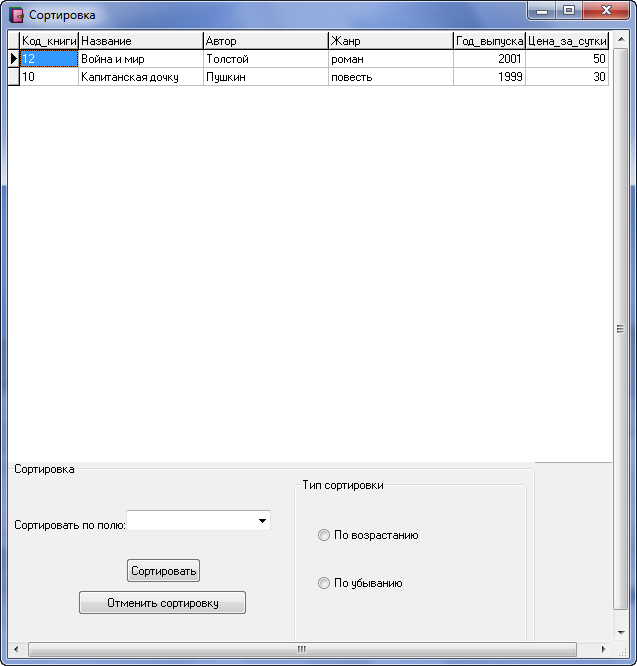 Сортировка
Код_книги Название Автор Жанр Год_выпуска Цена_за_сутки
12 Война и мир Толстой роман 2001 50
10 Капитанская дочку Пушкин повесть 1999 30
Сортировка
Тип сортировки
Сортировать по полю:
По возрастанию
Сортировать
По убыванию
Отменить сортировку